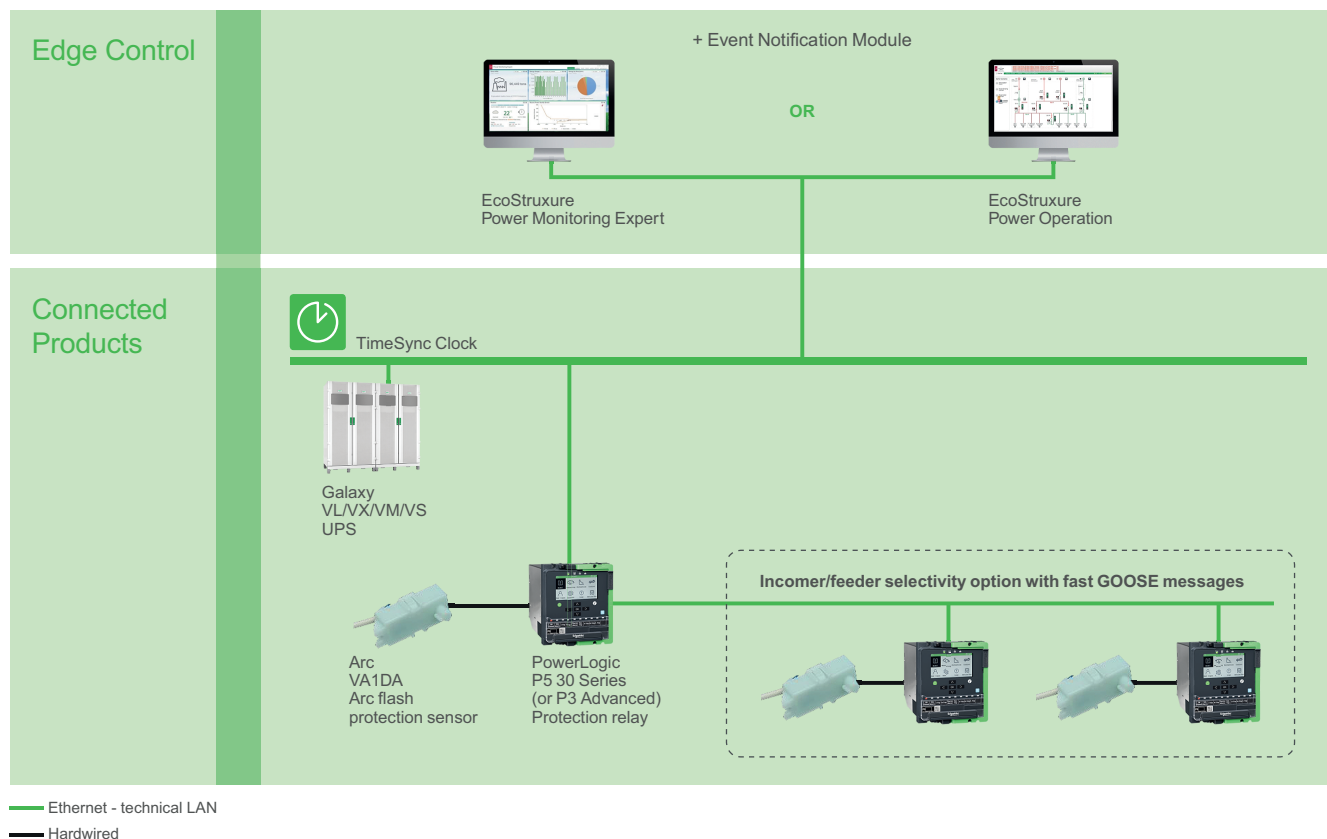 Edge Control
+ Event Notification Module
22°
OR
EcoStruxure
Power Monitoring Expert
EcoStruxure
Power Operation
Connected
Products
TimeSync Clock
Galaxy
VL/VX/VM/VS
UPS
Incomer/feeder selectivity option with fast GOOSE messages
Arc
VA1DA
Arc flash
protection sensor
PowerLogic
P5 30 Series
(or P3 Advanced)
Protection relay
Ethernet - technical LAN
Hardwired